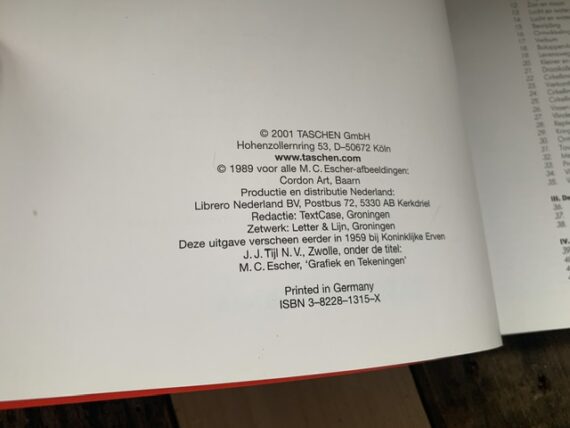 © 2001 TASCHEN GmbH
Hohenzollernring 53, D–50672 Köln
www.taschen.com
© 1989 voor alle M.C. Escher-afbeeldingen:
Cordon Art, Baarn
Productie en distributie Nederland:
Librero Nederland BV, Postbus 72, 5330 AB Kerkdriel
Redactie: TextCase, Groningen
Zetwerk: Letter & Lijn, Groningen
Deze uitgave verscheen eerder in 1959 bij Koninklijke Erven
J. J. Tijl N.V., Zwolle, onder de titel:
M. C. Escher, 'Grafiek en Tekeningen'
Printed in Germany
ISBN 3–8228–1315–X